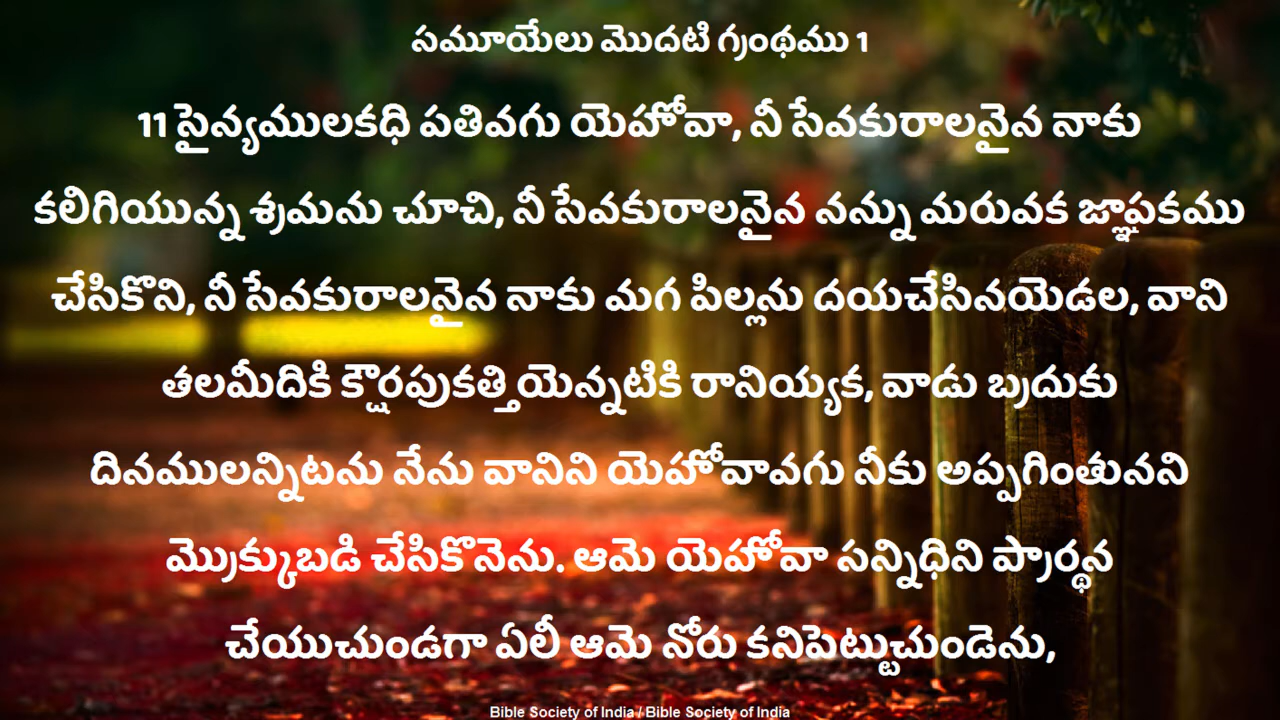 సమూయేలు మొదటి గ్రంథము 1
11 సైన్యములకధి పతివగు యెహోవా, నీ సేవకురాలనైన నాకు
కలిగియున్న శ్రమను చూచి, నీ సేవకురాలనైన నన్ను మరువక జ్ఞాపకము
చేసికొని, నీ సేవకురాలనైన నాకు మగ పిల్లను దయచేసినయెడల, వాని
తలమీదికి క్షౌరపుకత్తి యెన్నటికి రానియ్యక, వాడు బ్రదుకు
దినములన్నిటను నేను వానిని యెహోవావగు నీకు అప్పగింతునని
మ్రొక్కుబడి చేసికొనెను. ఆమె యెహోవా సన్నిధిని ప్రార్థన
చేయుచుండగా ఏలీ ఆమె నోరు కనిపెట్టుచుండెను,
Bible Society of India / Bible Society of India